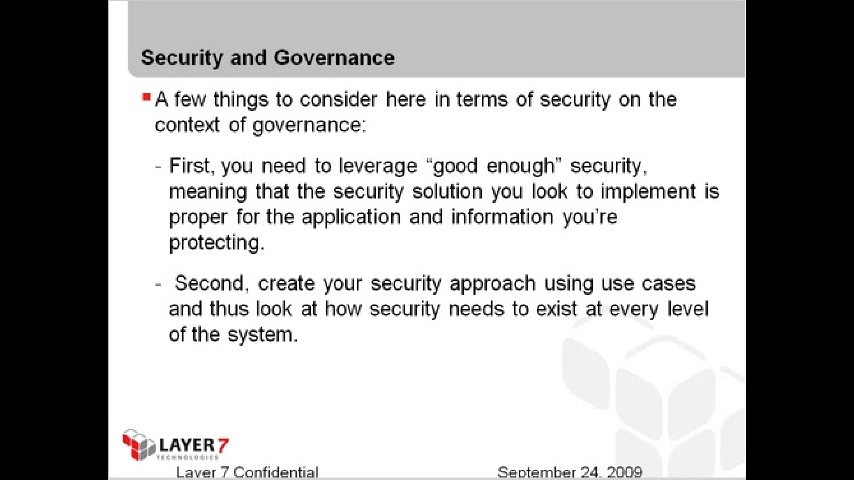 Security and Governance
A few things to consider here in terms of security on the
context of governance:
- First, you need to leverage “good enough” security,
meaning that the security solution you look to implement is
proper for the application and information you’re
protecting.
- Second, create your security approach using use cases
and thus look at how security needs to exist at every level
of the system.
LAYER 7
TECHNOLOGIES
Layer 7 Confidential
September 24, 2009